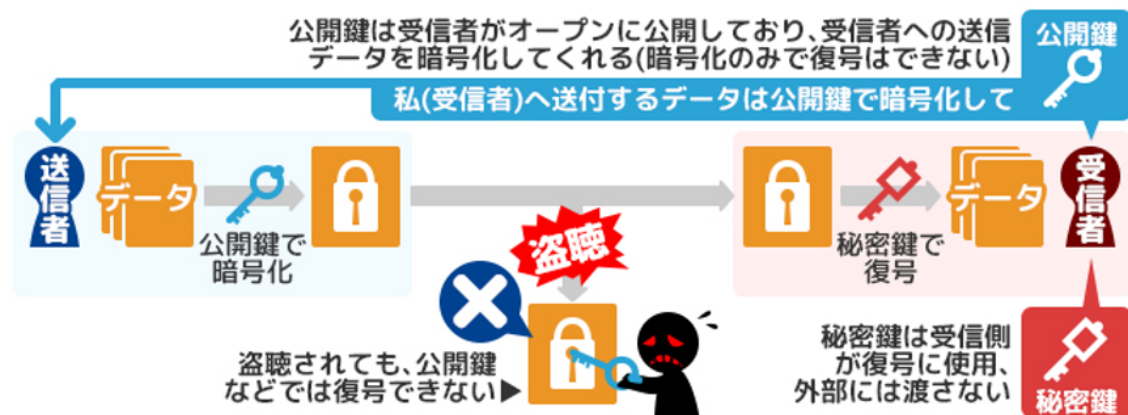 公開鍵は受信者がオープンに公開しており、受信者への送信
データを暗号化してくれる(暗号化のみで復号はできない)
公開鍵
私(受信者)へ送付するデータは公開鍵で暗号化して
送信者
データ
公開鍵で
暗号化
盗聴
秘密鍵で
復号
データ
受信者
盗聴されても、公開鍵
などでは復号できない▶
秘密鍵は受信側
が復号に使用、
外部には渡さない
秘密鍵